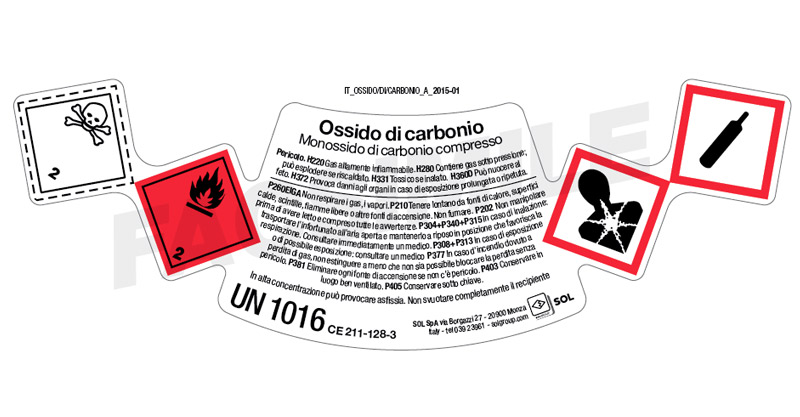 IT_OSSIDO/DI/CARBONIO_A_2015-01
Ossido di carbonio
Monossido di carbonio compresso
Pericolo. H220 Gas altamente infiammabile. H280 Contiene gas sotto pressione;
può esplodere se riscaldato. H331 Tossico se inalato. H360D Può nuocere al
feto. H372 Provoca danni agli organi in caso di esposizione prolungata o ripetuta.
P260EIGA Non respirare i gas, i vapori. P210 Tenere lontano da fonti di calore, superfici
calde, scintille, fiamme libere o altre fonti di accensione. Non fumare. P202 Non manipolare
prima di avere letto e compreso tutte le avvertenze. P304+P340+P315 In caso di inalazione:
trasportare l'infortunato all'aria aperta e mantenerlo a riposo in posizione che favorisca la
respirazione. Consultare immediatamente un medico. P308+P313 In caso di esposizione
o di possibile esposizione: consultare un medico P377 In caso d'incendio dovuto a
perdita di gas, non estinguere a meno che non sia possibile bloccare la perdita senza
pericolo. P381 Eliminare ogni fonte di accensione se non c'è pericolo. P403 Conservare in
luogo ben ventilato. P405 Conservare sotto chiave.
In alta concentrazione può provocare asfissia. Non svuotare completamente il recipiente
UN 1016 CE 211-128-3
SOL SpA via Borgazzi 27 - 20900 Monza
Italy - tel 039 23961 - solgroup.com
SOL
2
2
FAC SIMILE